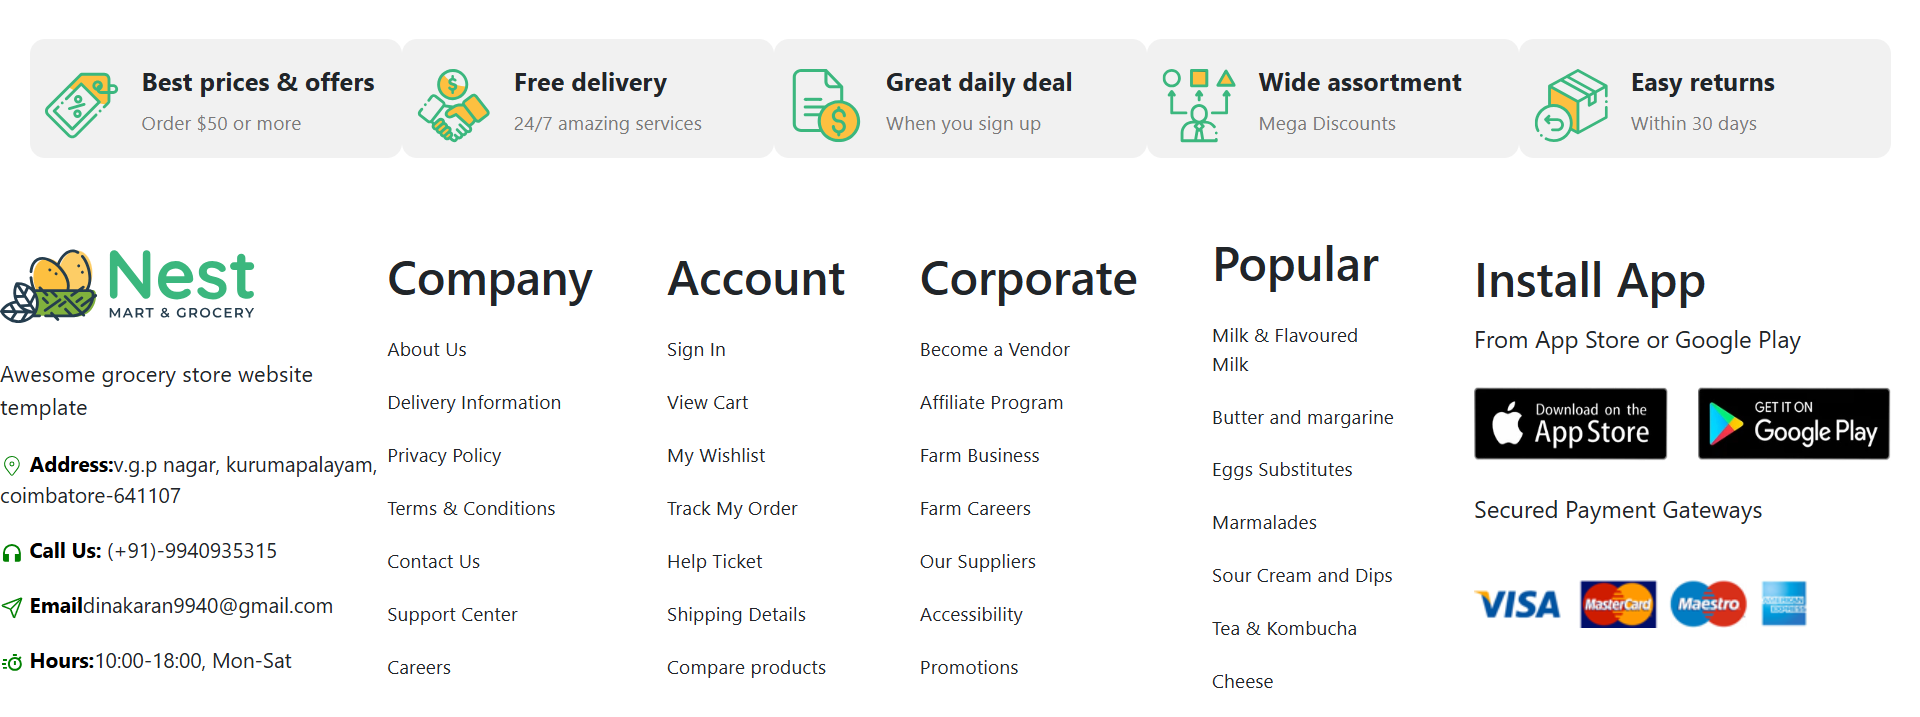 Best prices & offers
Order $50 or more
Free delivery
24/7 amazing services
Great daily deal
When you sign up
Wide assortment
Mega Discounts
Easy returns
Within 30 days
Nest
MART & GROCERY
Awesome grocery store website
template
Address:v.g.p nagar, kurumapalayam,
coimbatore-641107
Call Us: (+91)-9940935315
Emaildinakaran9940@gmail.com
Hours:10:00-18:00, Mon-Sat
Company
About Us
Delivery Information
Privacy Policy
Terms & Conditions
Contact Us
Support Center
Careers
Account
Sign In
View Cart
My Wishlist
Track My Order
Help Ticket
Shipping Details
Compare products
Corporate
Become a Vendor
Affiliate Program
Farm Business
Farm Careers
Our Suppliers
Accessibility
Promotions
Popular
Milk & Flavoured
Milk
Butter and margarine
Eggs Substitutes
Marmalades
Sour Cream and Dips
Tea & Kombucha
Cheese
Install App
From App Store or Google Play
Download on the
App Store
GET IT ON
Google Play
Secured Payment Gateways
VISA
MasterCard
Maestro
AMERICAN
EXPRESS